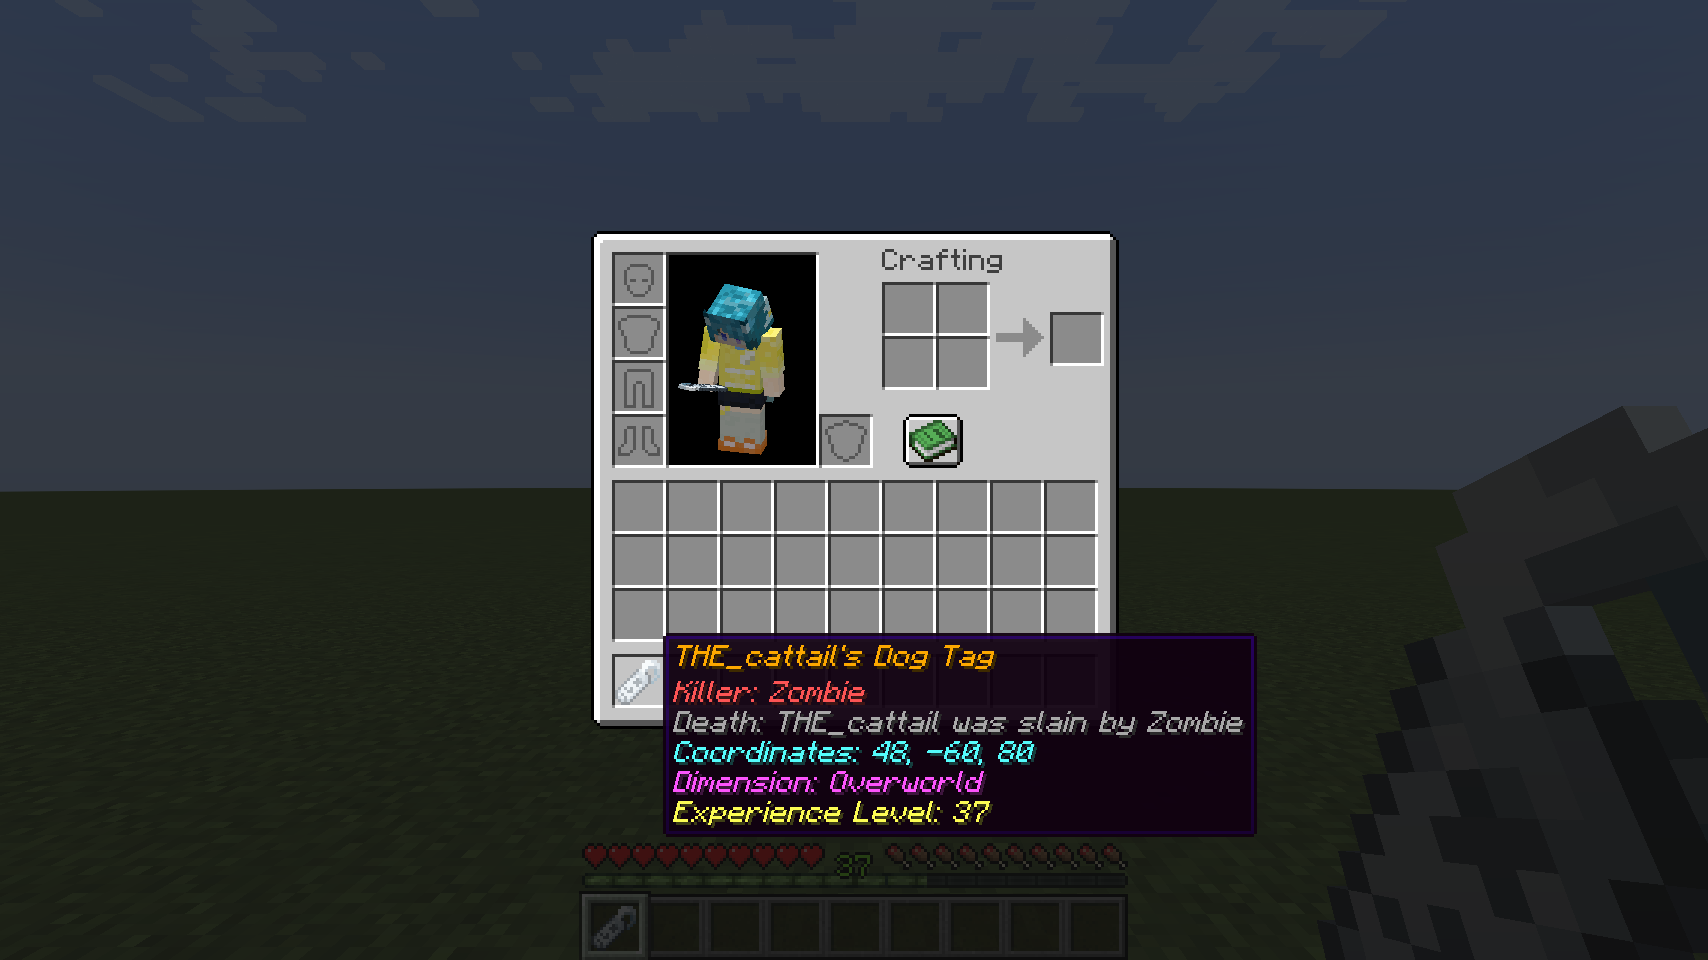 Crafting
THE_cattail's Dog Tag
Killer: Zombie
Death: THE_cattail was slain by Zombie
Coordinates: 48, -60, 80
Dimension: Overworld
Experience Level: 37
37